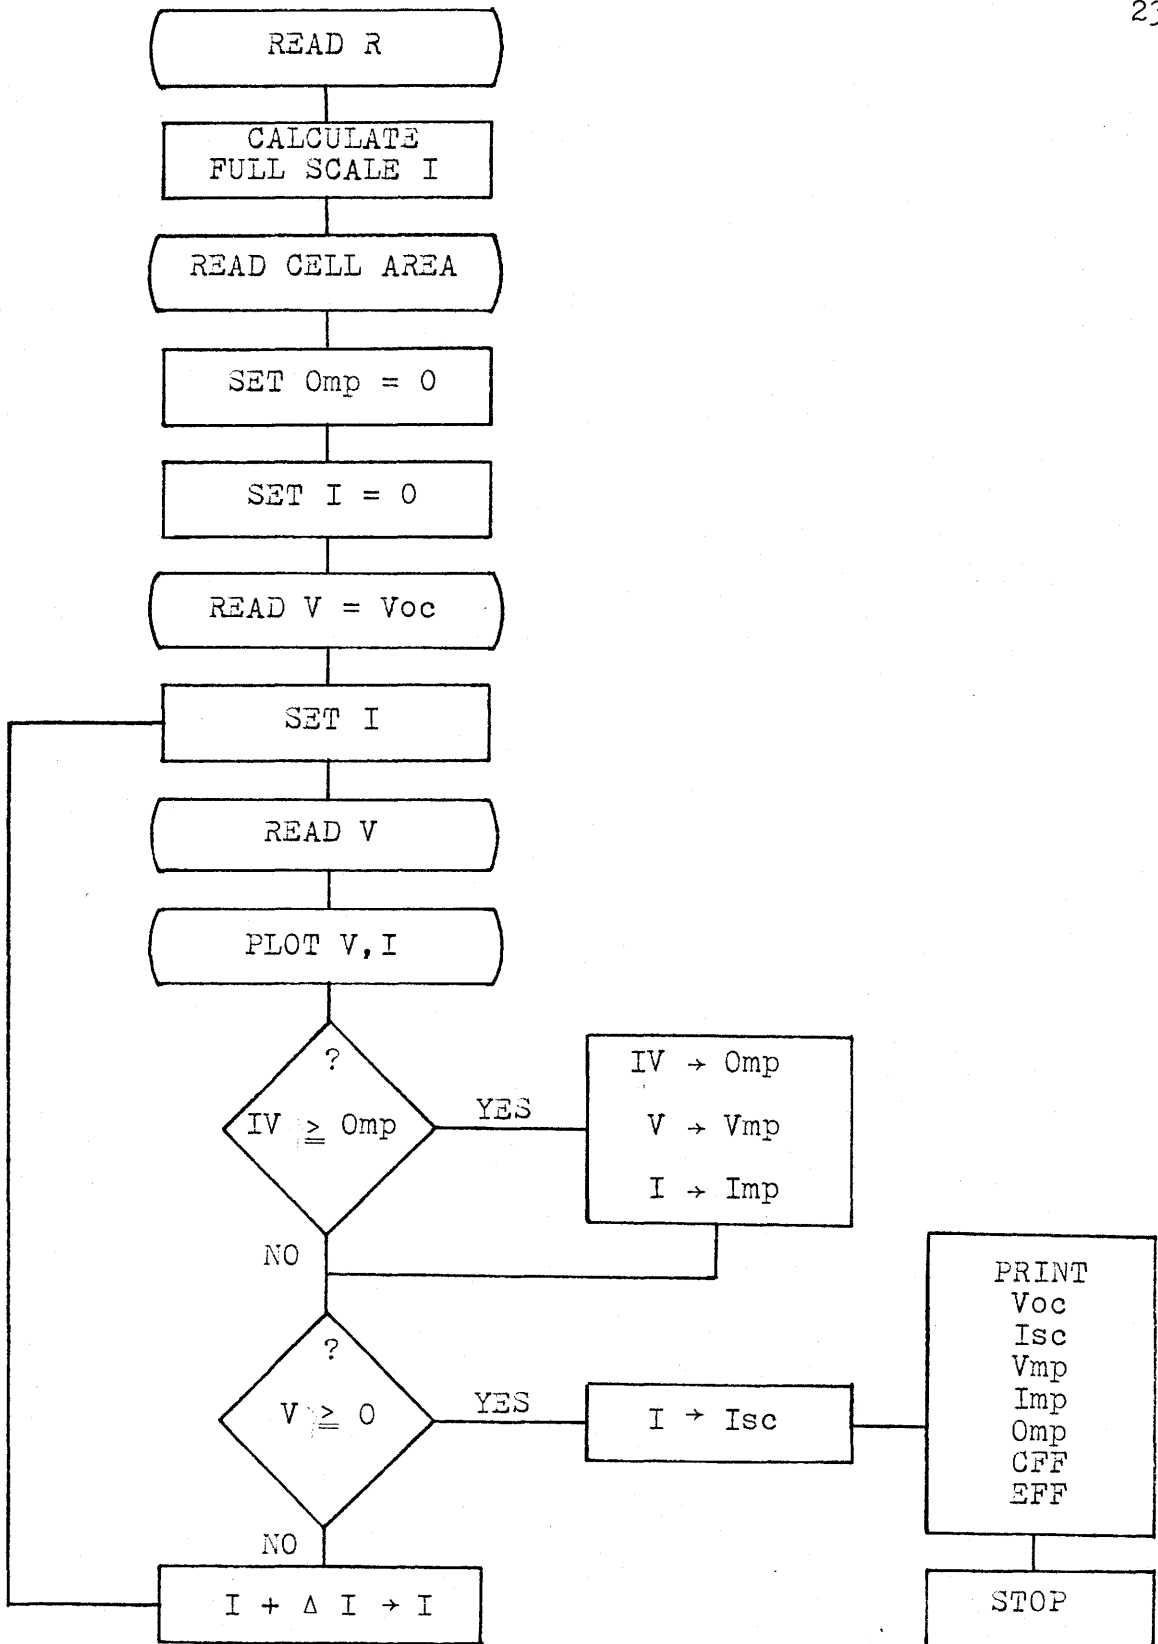 23
READ R
CALCULATE
FULL SCALE I
READ CELL AREA
SET Omp = 0
SET I = 0
READ V = Voc
SET I
READ V
PLOT V,I
?
IV ≧ Omp
YES
IV → Omp
V → Vmp
I → Imp
NO
?
V ≧ 0
YES
I → Isc
PRINT
Voc
Isc
Vmp
Imp
Omp
CFF
EFF
NO
I + Δ I → I
STOP